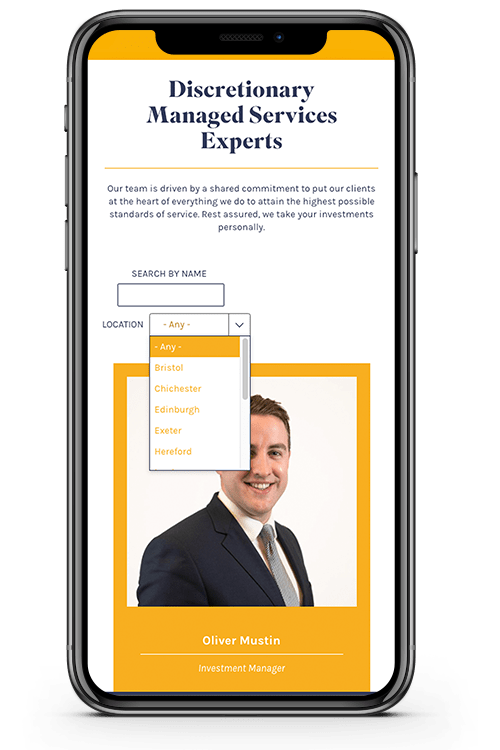 Discretionary
Managed Services
Experts
Our team is driven by a shared commitment to put our clients
at the heart of everything we do to attain the highest possible
standards of service. Rest assured, we take your investments
personally.
SEARCH BY NAME
LOCATION - Any -
- Any -
Bristol
Chichester
Edinburgh
Exeter
Hereford
Oliver Mustin
Investment Manager